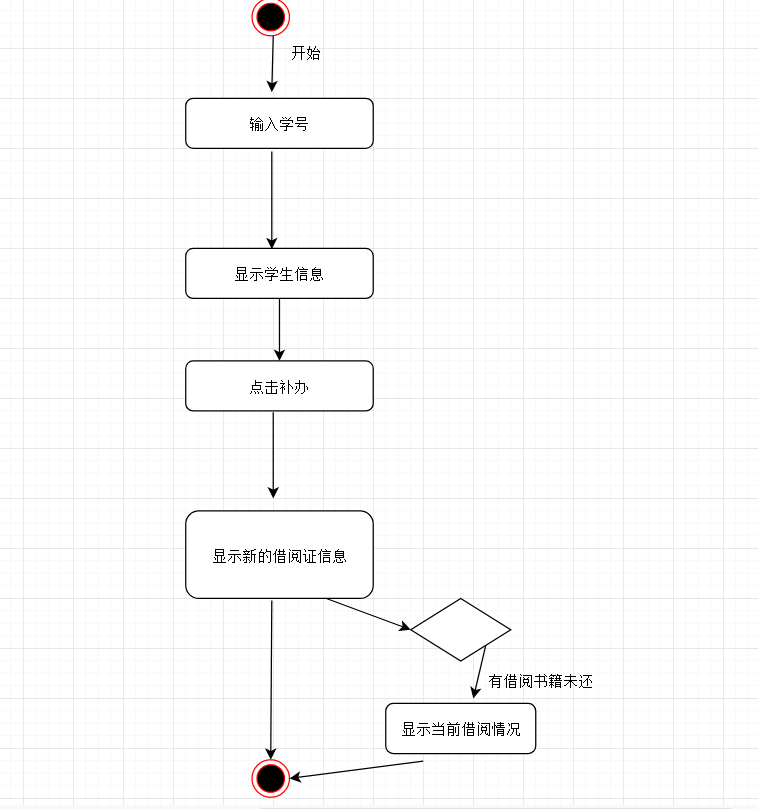 开始
输入学号
显示学生信息
点击补办
显示新的借阅证信息
有借阅书籍未还
显示当前借阅情况